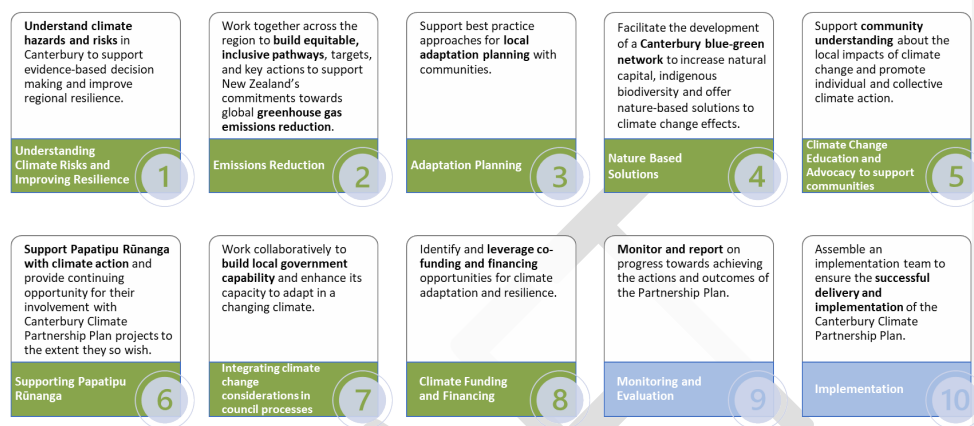 Understand climate
hazards and risks in
Canterbury to support
evidence-based decision
making and improve
regional resilience.
Understanding
Climate Risks and
Improving Resilience
1
Work together across the
region to build equitable,
inclusive pathways, targets,
and key actions to support
New Zealand's
commitments towards
global greenhouse gas
emissions reduction.
Emissions Reduction
2
Support best practice
approaches for local
adaptation planning with
communities.
Adaptation Planning
3
Facilitate the development
of a Canterbury blue-green
network to increase natural
capital, indigenous
biodiversity and offer
nature-based solutions to
climate change effects.
Nature Based
Solutions
4
Support community
understanding about the
local impacts of climate
change and promote
individual and collective
climate action.
Climate Change
Education and
Advocacy to support
communities
5
Support Papatipu Rūnanga
with climate action and
provide continuing
opportunity for their
involvement with
Canterbury Climate
Partnership Plan projects to
the extent they so wish.
Supporting Papatipu
Rūnanga
6
Work collaboratively to
build local government
capability and enhance its
capacity to adapt in a
changing climate.
Integrating climate
change
considerations in
council processes
7
Identify and leverage co-
funding and financing
opportunities for climate
adaptation and resilience.
Climate Funding
and Financing
8
Monitor and report on
progress towards achieving
the actions and outcomes of
the Partnership Plan.
Monitoring and
Evaluation
9
Assemble an
implementation team to
ensure the successful
delivery and
implementation of the
Canterbury Climate
Partnership Plan.
Implementation
10